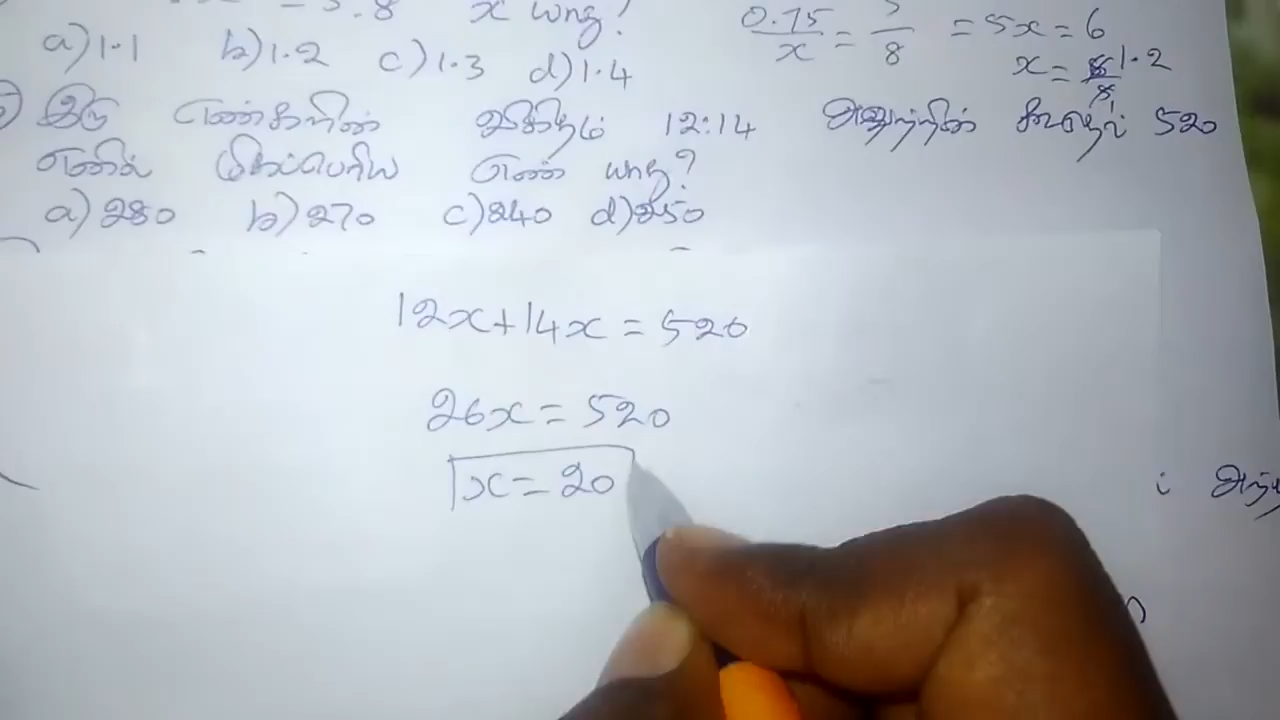 = 5:8 x யாது?
0.75/x = 5/8 = 5x = 6
a) 1.1 b) 1.2 c) 1.3 d) 1.4
x = 1.2
இரு எண்களின் விகிதம் 12:14 அவற்றின் கூடுதல் 520
எனில் மிகப்பெரிய எண் யாது?
a) 280 b) 270 c) 240 d) 250
12x+14x = 520
26x = 520
x = 20